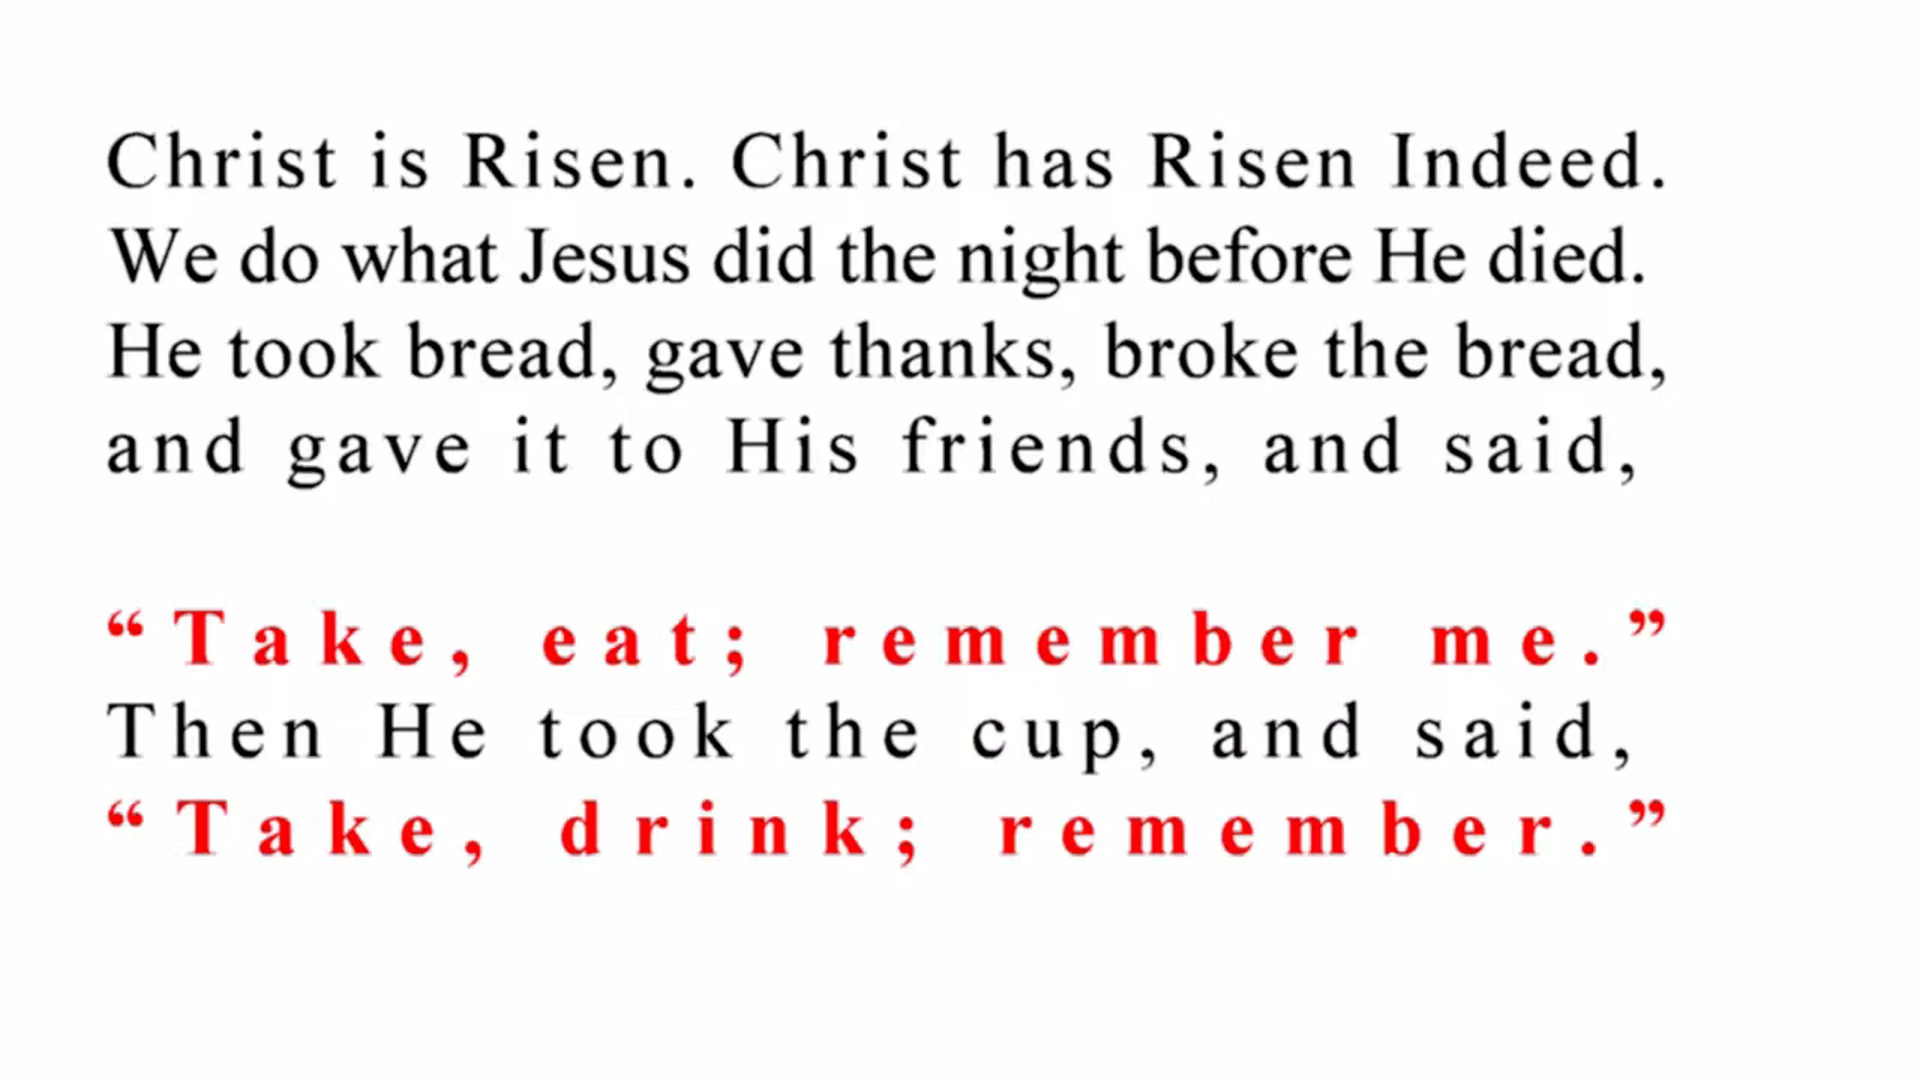 Christ is Risen. Christ has Risen Indeed.
We do what Jesus did the night before He died.
He took bread, gave thanks, broke the bread,
and gave it to His friends, and said,
“Take, eat; remember me.”
Then He took the cup, and said,
“Take, drink; remember.”